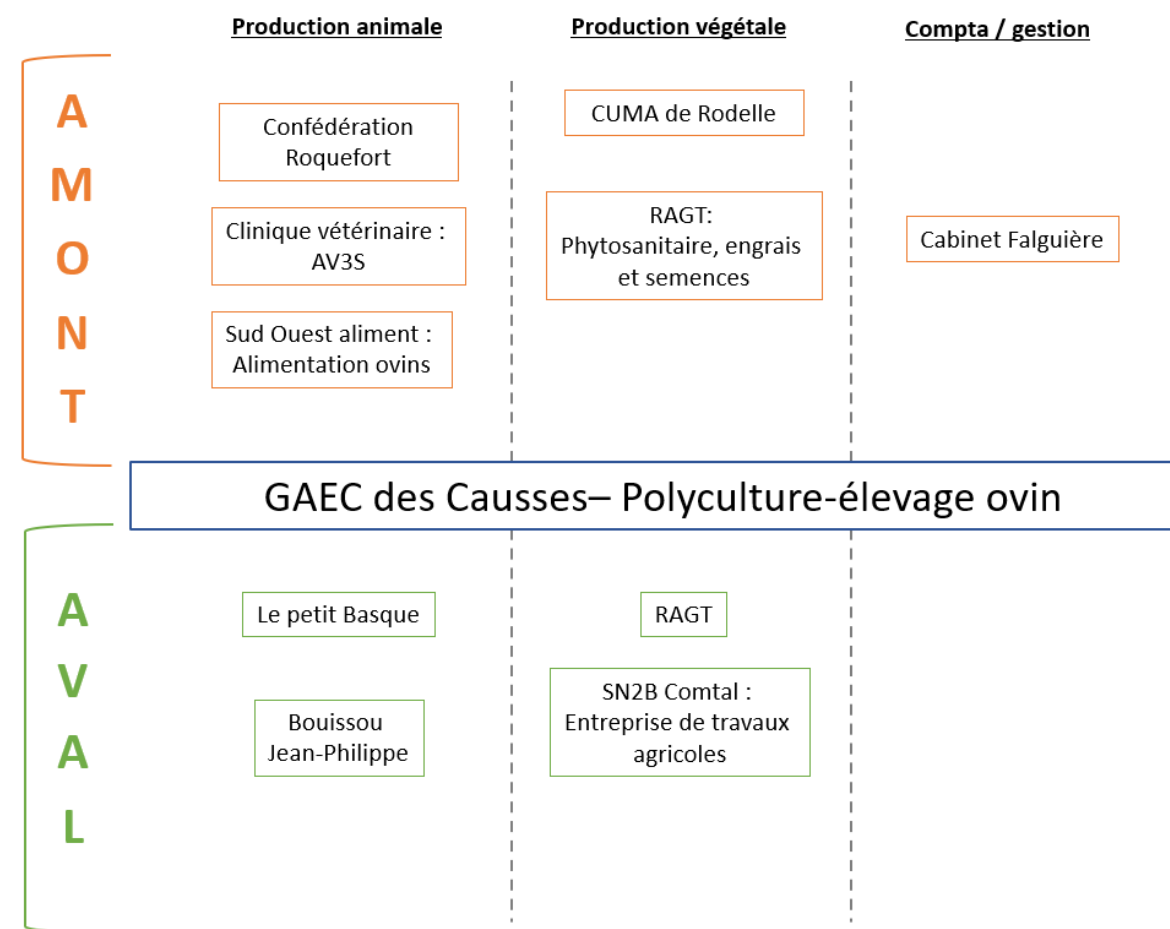 Production animale
Production végétale
Compta / gestion
AMONT
Confédération
Roquefort
Clinique vétérinaire :
AV3S
Sud Ouest aliment :
Alimentation ovins
CUMA de Rodelle
RAGT:
Phytosanitaire, engrais
et semences
Cabinet Falguière
GAEC des Causses– Polyculture-élevage ovin
AVAL
Le petit Basque
Bouissou
Jean-Philippe
RAGT
SN2B Comtal :
Entreprise de travaux
agricoles